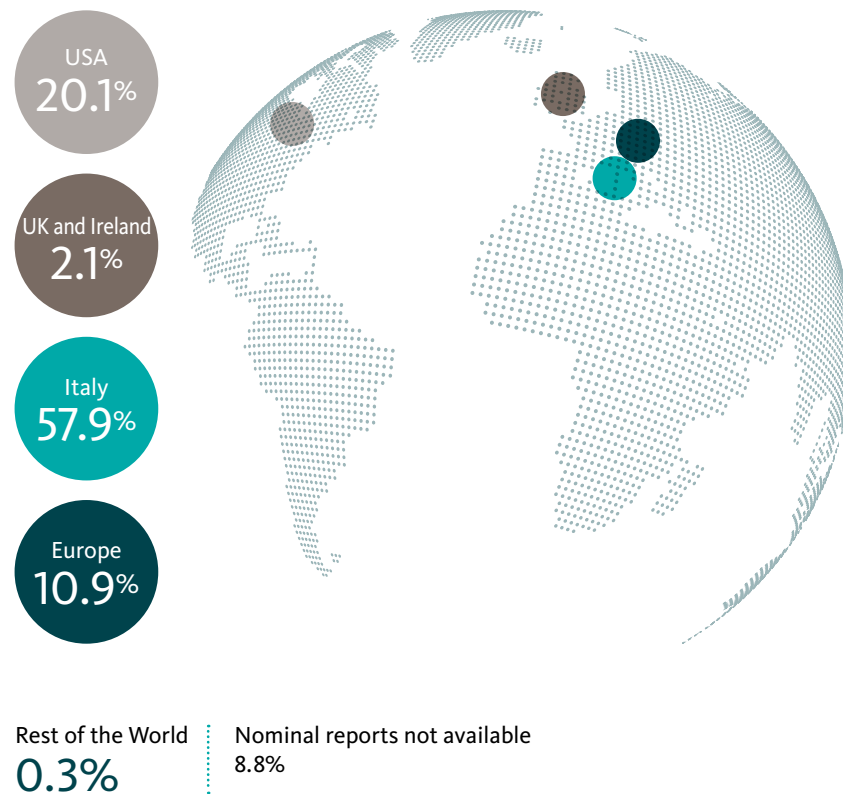 USA
20.1%
UK and Ireland
2.1%
Italy
57.9%
Europe
10.9%
Rest of the World
0.3%
Nominal reports not available
8.8%